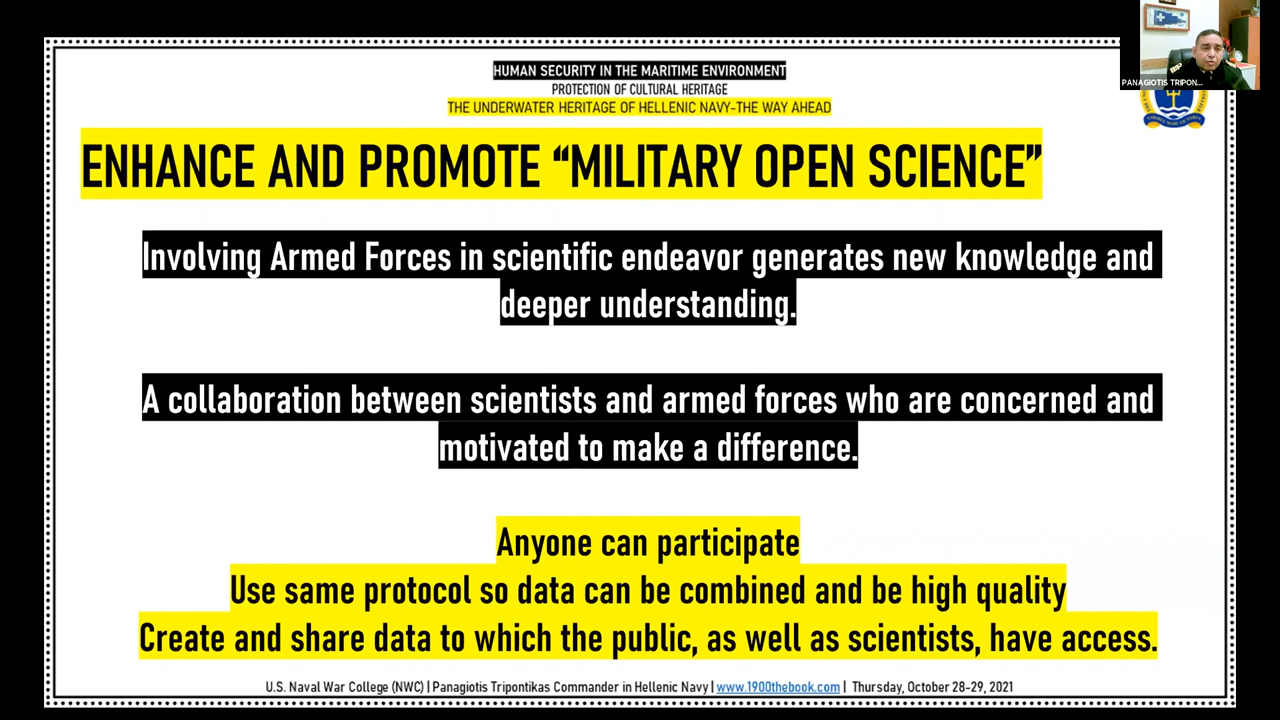 HUMAN SECURITY IN THE MARITIME ENVIRONMENT
PROTECTION OF CULTURAL HERITAGE
THE UNDERWATER HERITAGE OF HELLENIC NAVY-THE WAY AHEAD
PANAGIOTIS TRIPON...
ENHANCE AND PROMOTE “MILITARY OPEN SCIENCE”
Involving Armed Forces in scientific endeavor generates new knowledge and
deeper understanding.
A collaboration between scientists and armed forces who are concerned and
motivated to make a difference.
Anyone can participate
Use same protocol so data can be combined and be high quality
Create and share data to which the public, as well as scientists, have access.
U.S. Naval War College (NWC) | Panagiotis Tripontikas Commander in Hellenic Navy | www.1900thebook.com | Thursday, October 28-29, 2021